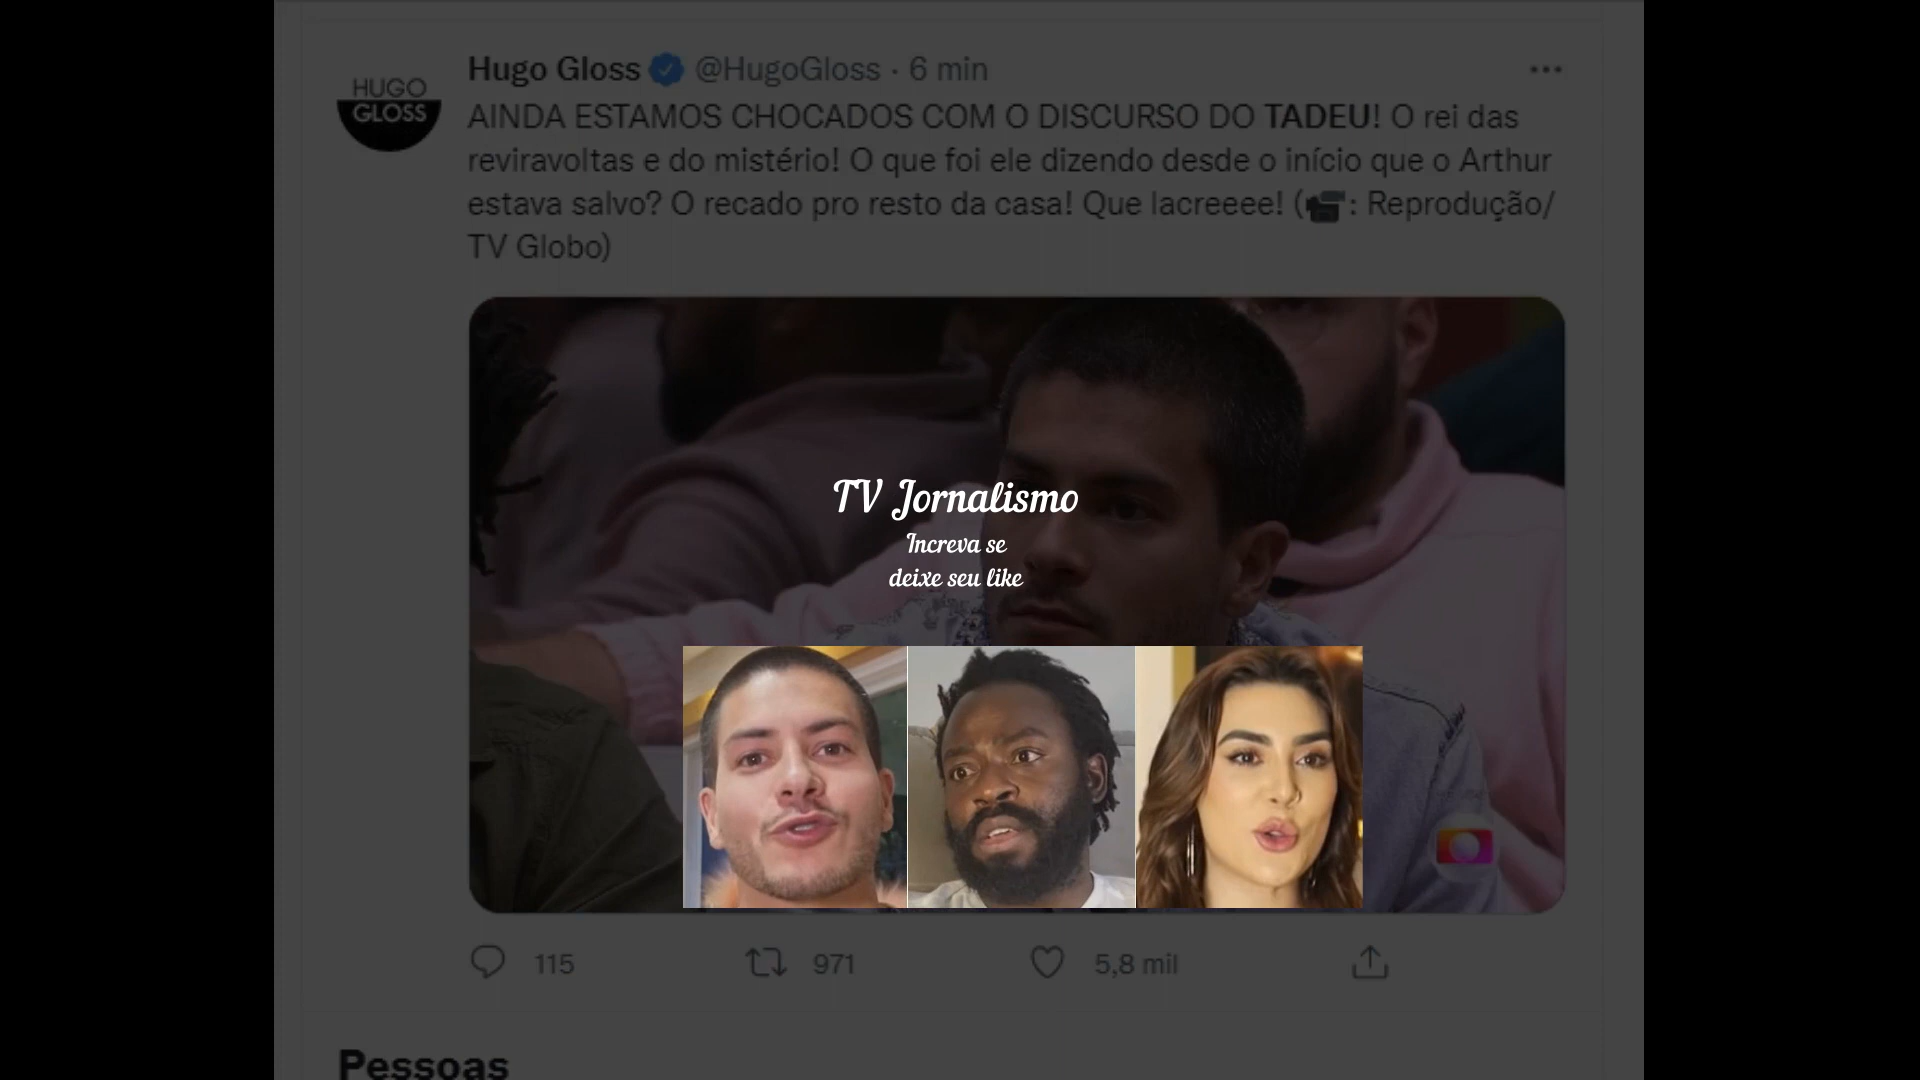 HUGO
GLOSS
Hugo Gloss @HugoGloss · 6 min
AINDA ESTAMOS CHOCADOS COM O DISCURSO DO TADEU! O rei das
reviravoltas e do mistério! O que foi ele dizendo desde o início que o Arthur
estava salvo? O recado pro resto da casa! Que lacreeee! (📹: Reprodução/
TV Globo)
TV Jornalismo
Increva se
deixe seu like
115 971 5,8 mil
Pessoas